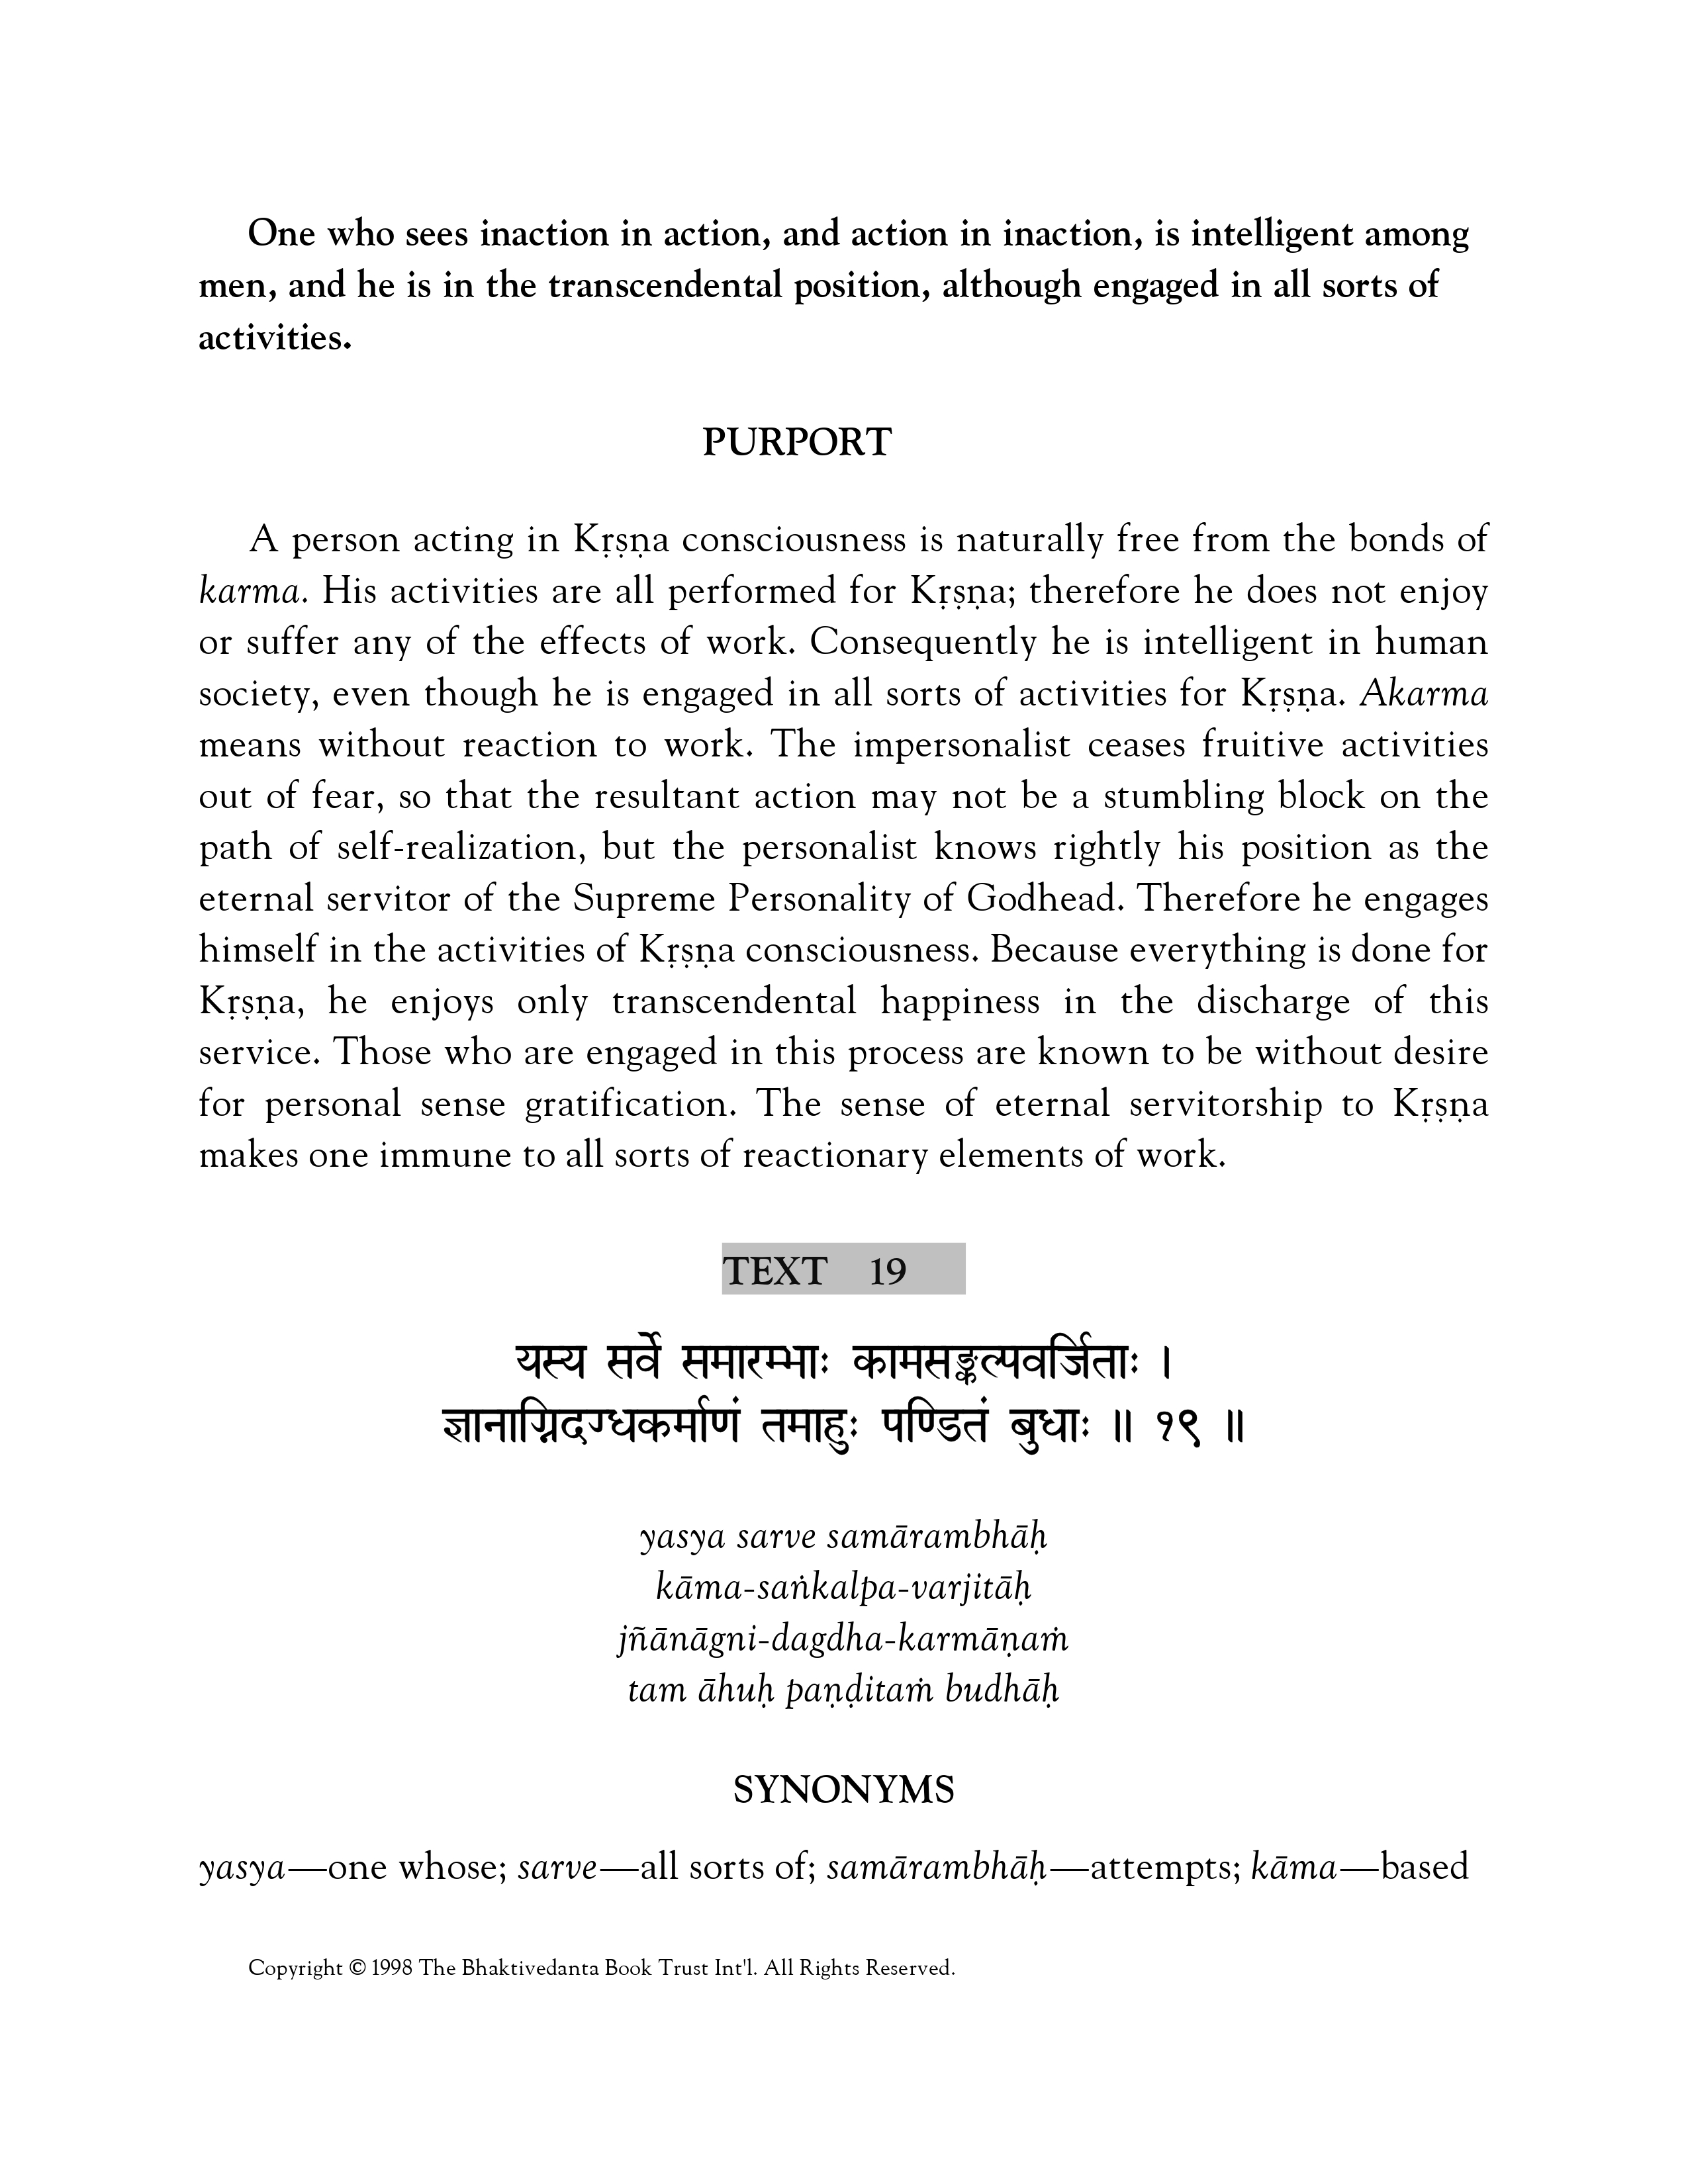 One who sees inaction in action, and action in inaction, is intelligent among
men, and he is in the transcendental position, although engaged in all sorts of
activities.
PURPORT
A person acting in Kṛṣṇa consciousness is naturally free from the bonds of
karma. His activities are all performed for Kṛṣṇa; therefore he does not enjoy
or suffer any of the effects of work. Consequently he is intelligent in human
society, even though he is engaged in all sorts of activities for Kṛṣṇa. Akarma
means without reaction to work. The impersonalist ceases fruitive activities
out of fear, so that the resultant action may not be a stumbling block on the
path of self-realization, but the personalist knows rightly his position as the
eternal servitor of the Supreme Personality of Godhead. Therefore he engages
himself in the activities of Kṛṣṇa consciousness. Because everything is done for
Kṛṣṇa, he enjoys only transcendental happiness in the discharge of this
service. Those who are engaged in this process are known to be without desire
for personal sense gratification. The sense of eternal servitorship to Kṛṣṇa
makes one immune to all sorts of reactionary elements of work.
TEXT 19
यस्य सर्वे समारम्भाः कामसङ्कल्पवर्जिताः ।
ज्ञानाग्निदग्धकर्माणं तमाहुः पण्डितं बुधाः ॥ १९ ॥
yasya sarve samārambhāḥ
kāma-saṅkalpa-varjitāḥ
jñānāgni-dagdha-karmāṇaṁ
tam āhuḥ paṇḍitaṁ budhāḥ
SYNONYMS
yasya—one whose; sarve—all sorts of; samārambhāḥ—attempts; kāma—based
Copyright © 1998 The Bhaktivedanta Book Trust Int'l. All Rights Reserved.